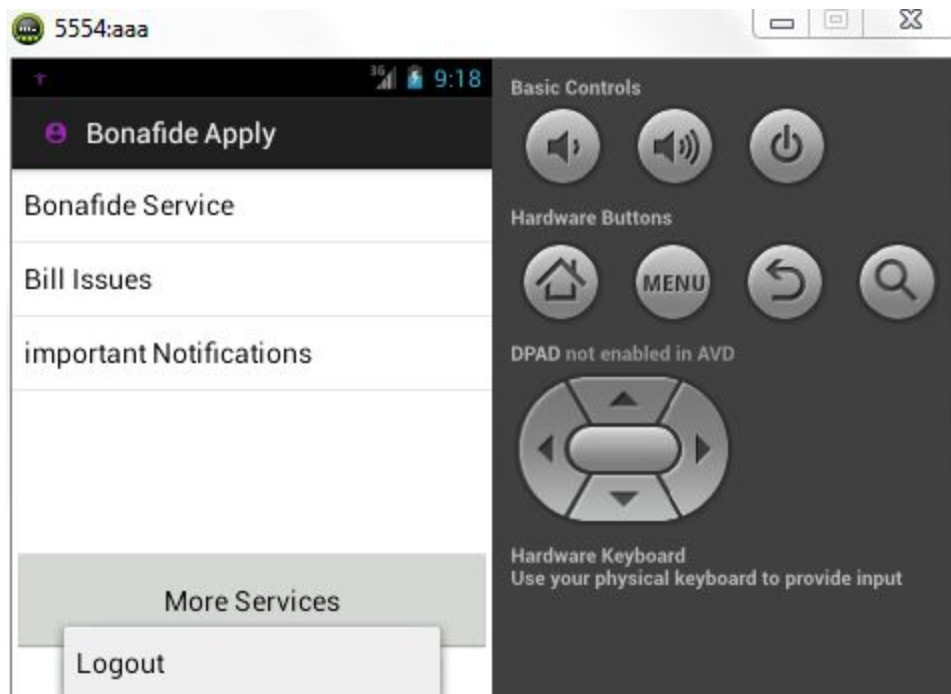 5554:aaa
3G 9:18
Bonafide Apply
Bonafide Service
Bill Issues
important Notifications
More Services
Logout
Basic Controls
Hardware Buttons
MENU
DPAD not enabled in AVD
Hardware Keyboard
Use your physical keyboard to provide input